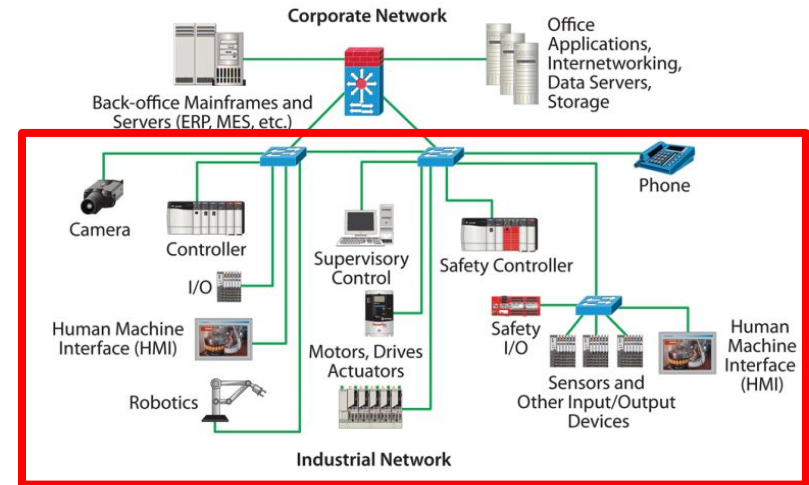 Corporate Network
Office
Applications,
Internetworking,
Data Servers,
Storage
Back-office Mainframes and
Servers (ERP, MES, etc.)
Camera
Controller
Supervisory
Control
Safety Controller
Phone
I/O
Human Machine
Interface (HMI)
Motors, Drives
Actuators
Safety
I/O
Human
Machine
Interface
(HMI)
Robotics
Sensors and
Other Input/Output
Devices
Industrial Network